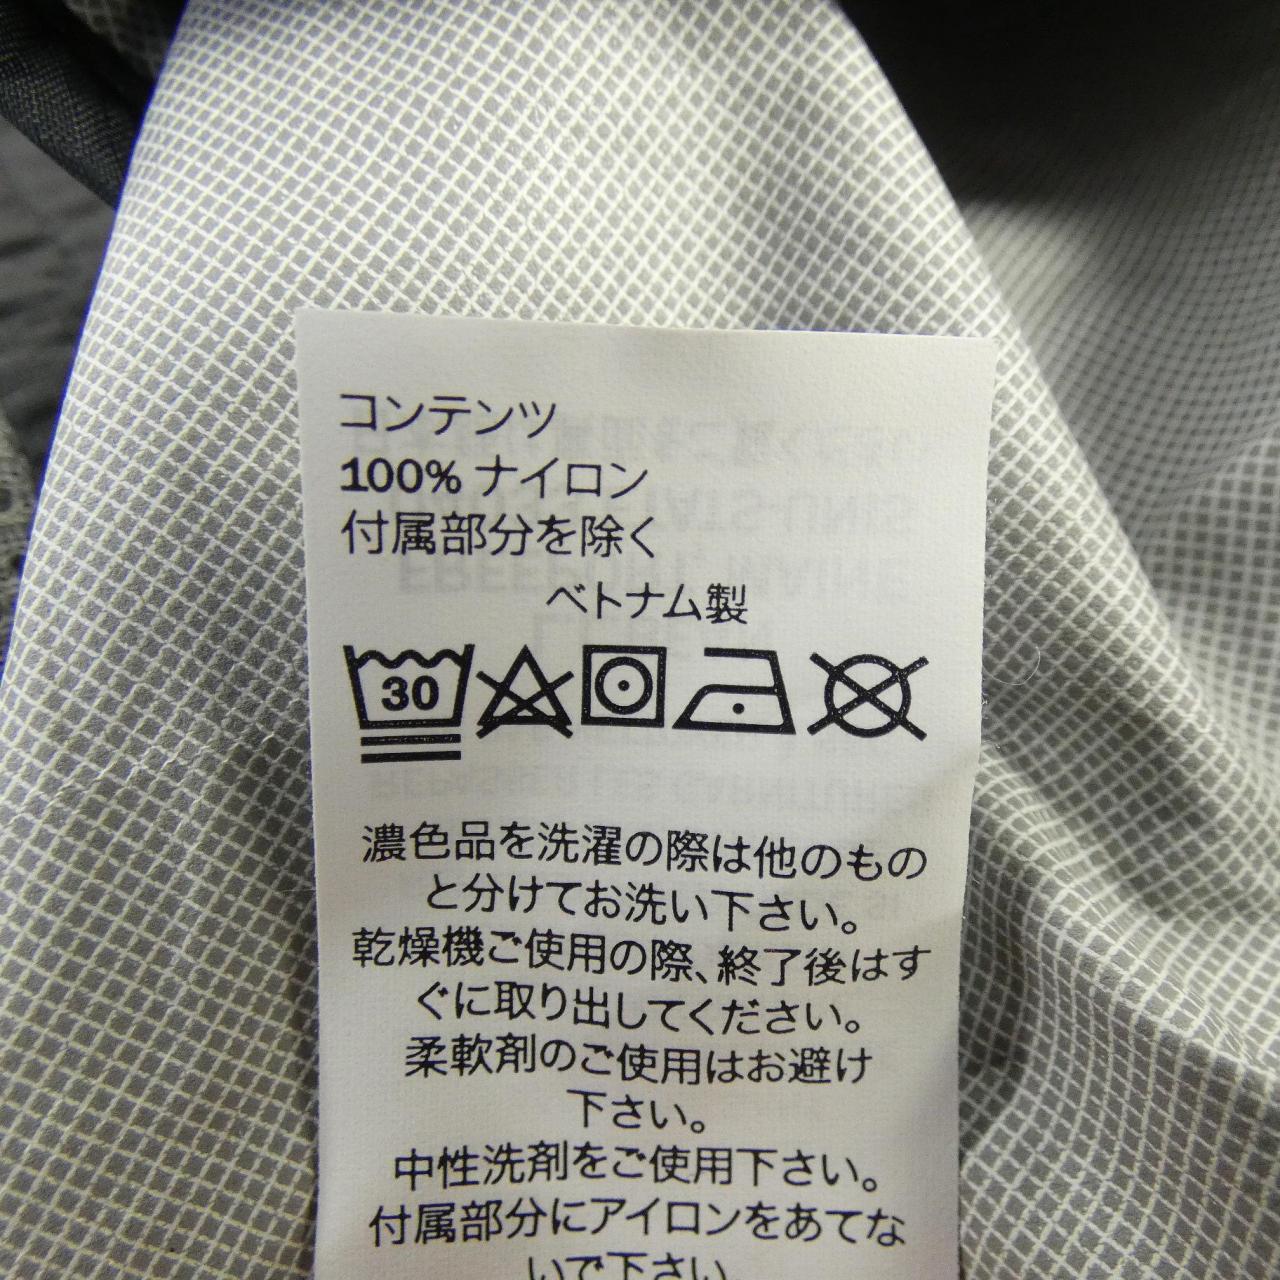 コンテンツ
100% ナイロン
付属部分を除く
ベトナム製
30
濃色品を洗濯の際は他のもの
と分けてお洗い下さい。
乾燥機ご使用の際、終了後はす
ぐに取り出してください。
柔軟剤のご使用はお避け
下さい。
中性洗剤をご使用下さい。
付属部分にアイロンをあてな
いで下さい